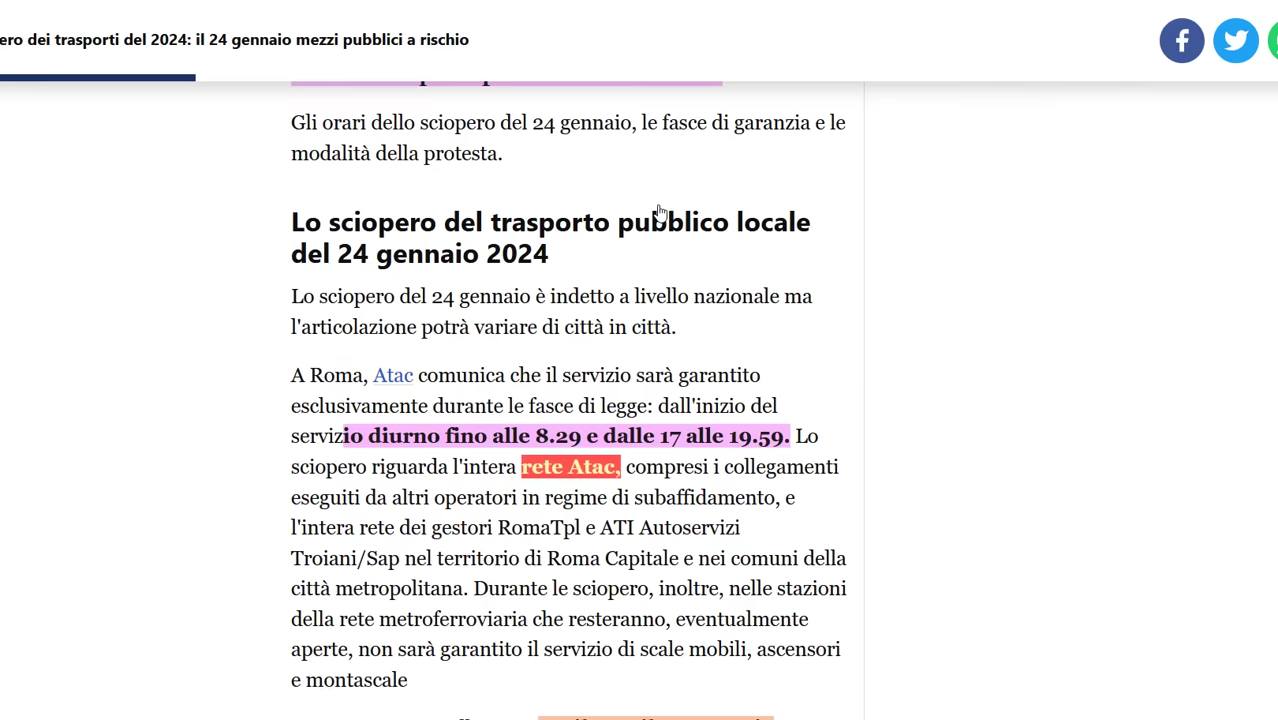 ero dei trasporti del 2024: il 24 gennaio mezzi pubblici a rischio
Gli orari dello sciopero del 24 gennaio, le fasce di garanzia e le
modalità della protesta.
Lo sciopero del trasporto pubblico locale
del 24 gennaio 2024
Lo sciopero del 24 gennaio è indetto a livello nazionale ma
l'articolazione potrà variare di città in città.
A Roma, Atac comunica che il servizio sarà garantito
esclusivamente durante le fasce di legge: dall'inizio del
servizio diurno fino alle 8.29 e dalle 17 alle 19.59. Lo
sciopero riguarda l'intera rete Atac, compresi i collegamenti
eseguiti da altri operatori in regime di subaffidamento, e
l'intera rete dei gestori RomaTpl e ATI Autoservizi
Troiani/Sap nel territorio di Roma Capitale e nei comuni della
città metropolitana. Durante le sciopero, inoltre, nelle stazioni
della rete metroferroviaria che resteranno, eventualmente
aperte, non sarà garantito il servizio di scale mobili, ascensori
e montascale